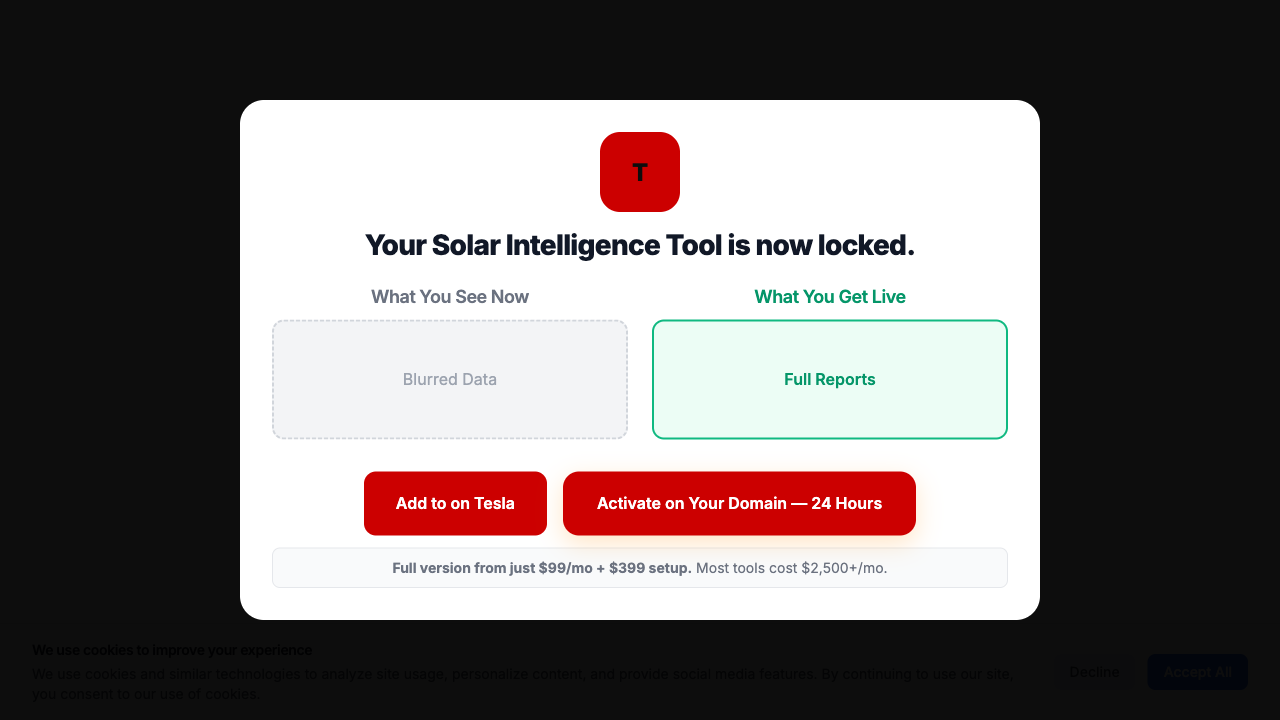 T
Your Solar Intelligence Tool is now locked.
What You See Now
What You Get Live
Blurred Data
Full Reports
Add to on Tesla
Activate on Your Domain — 24 Hours
Full version from just $99/mo + $399 setup. Most tools cost $2,500+/mo.
We use cookies to improve your experience
We use cookies and similar technologies to analyze site usage, personalize content, and provide social media features. By continuing to use our site,
you consent to our use of cookies.
Decline
Accept All